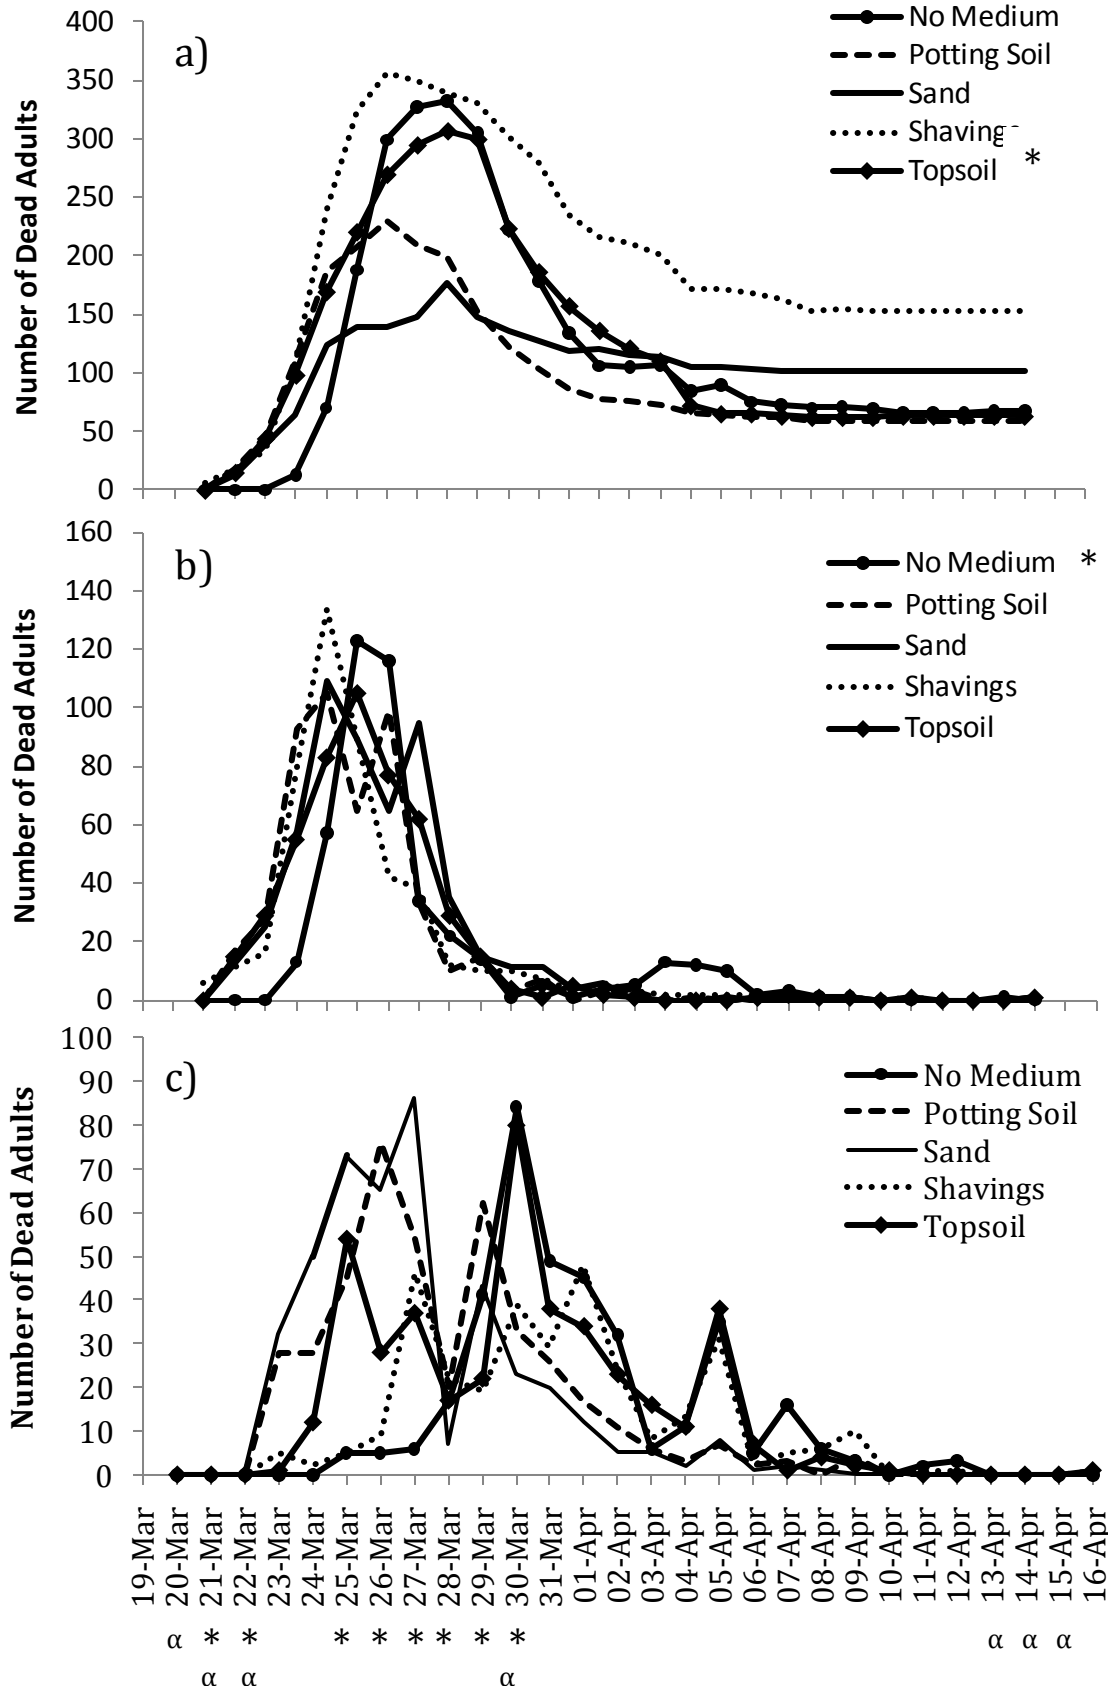 a)
Number of Dead Adults
400
350
300
250
200
150
100
50
0
No Medium
Potting Soil
Sand
Shavings
Topsoil *
b)
Number of Dead Adults
160
140
120
100
80
60
40
20
0
No Medium *
Potting Soil
Sand
Shavings
Topsoil
c)
Number of Dead Adults
100
90
80
70
60
50
40
30
20
10
0
No Medium
Potting Soil
Sand
Shavings
Topsoil
19-Mar
20-Mar
21-Mar
22-Mar
23-Mar
24-Mar
25-Mar
26-Mar
27-Mar
28-Mar
29-Mar
30-Mar
31-Mar
01-Apr
02-Apr
03-Apr
04-Apr
05-Apr
06-Apr
07-Apr
08-Apr
09-Apr
10-Apr
11-Apr
12-Apr
13-Apr
14-Apr
15-Apr
16-Apr
α * * * * * * * * α α α
α α α